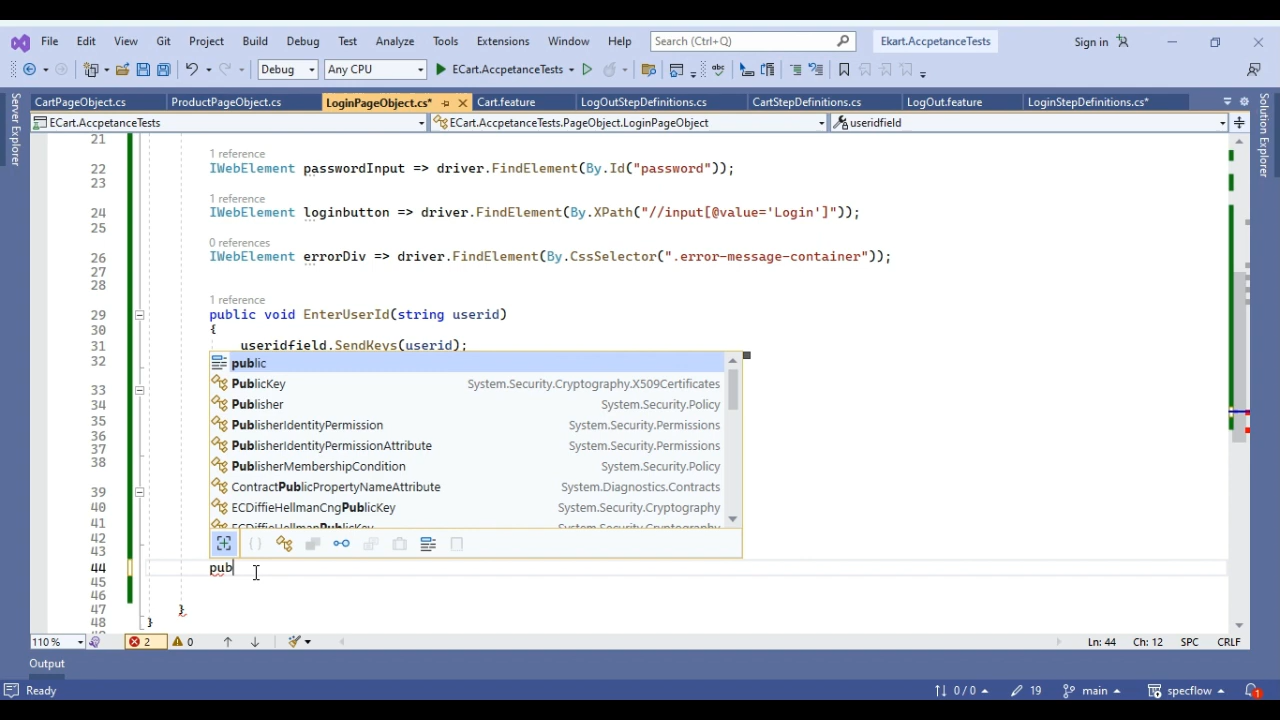 File Edit View Git Project Build Debug Test Analyze Tools Extensions Window Help Search (Ctrl+Q) Ekart.AccpetanceTests Sign in
Debug Any CPU ECart.AccpetanceTests
CartPageObject.cs ProductPageObject.cs LoginPageObject.cs* Cart.feature LogOutStepDefinitions.cs CartStepDefinitions.cs LogOut.feature LoginStepDefinitions.cs*
ECart.AccpetanceTests ECart.AccpetanceTests.PageObject.LoginPageObject useridfield
Server Explorer
Solution Explorer
21
1 reference
22 IWebElement passwordInput => driver.FindElement(By.Id("password"));
23
1 reference
24 IWebElement loginbutton => driver.FindElement(By.XPath("//input[@value='Login']"));
25
0 references
26 IWebElement errorDiv => driver.FindElement(By.CssSelector(".error-message-container"));
27
28
1 reference
29 public void EnterUserId(string userid)
30 {
31 useridfield.SendKeys(userid);
32
public
PublicKey System.Security.Cryptography.X509Certificates
33
34 Publisher System.Security.Policy
35 PublisherIdentityPermission System.Security.Permissions
36
37 PublisherIdentityPermissionAttribute System.Security.Permissions
38 PublisherMembershipCondition System.Security.Policy
39 ContractPublicPropertyNameAttribute System.Diagnostics.Contracts
40 ECDiffieHellmanCngPublicKey System.Security.Cryptography
41 ECDiffieHellmanPublicKey System.Security.Cryptography
42
43
44 pub
45
46
47 }
48 }
110 % 2 0 Ln: 44 Ch: 12 SPC CRLF
Output
Ready 0 / 0 19 main specflow 1